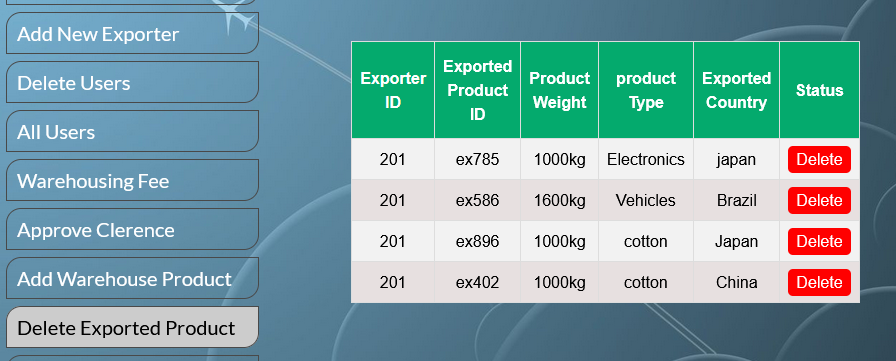 Add New Exporter
Delete Users
All Users
Warehousing Fee
Approve Clerence
Add Warehouse Product
Delete Exported Product
Exporter ID Exported Product ID Product Weight product Type Exported Country Status
201 ex785 1000kg Electronics japan Delete
201 ex586 1600kg Vehicles Brazil Delete
201 ex896 1000kg cotton Japan Delete
201 ex402 1000kg cotton China Delete